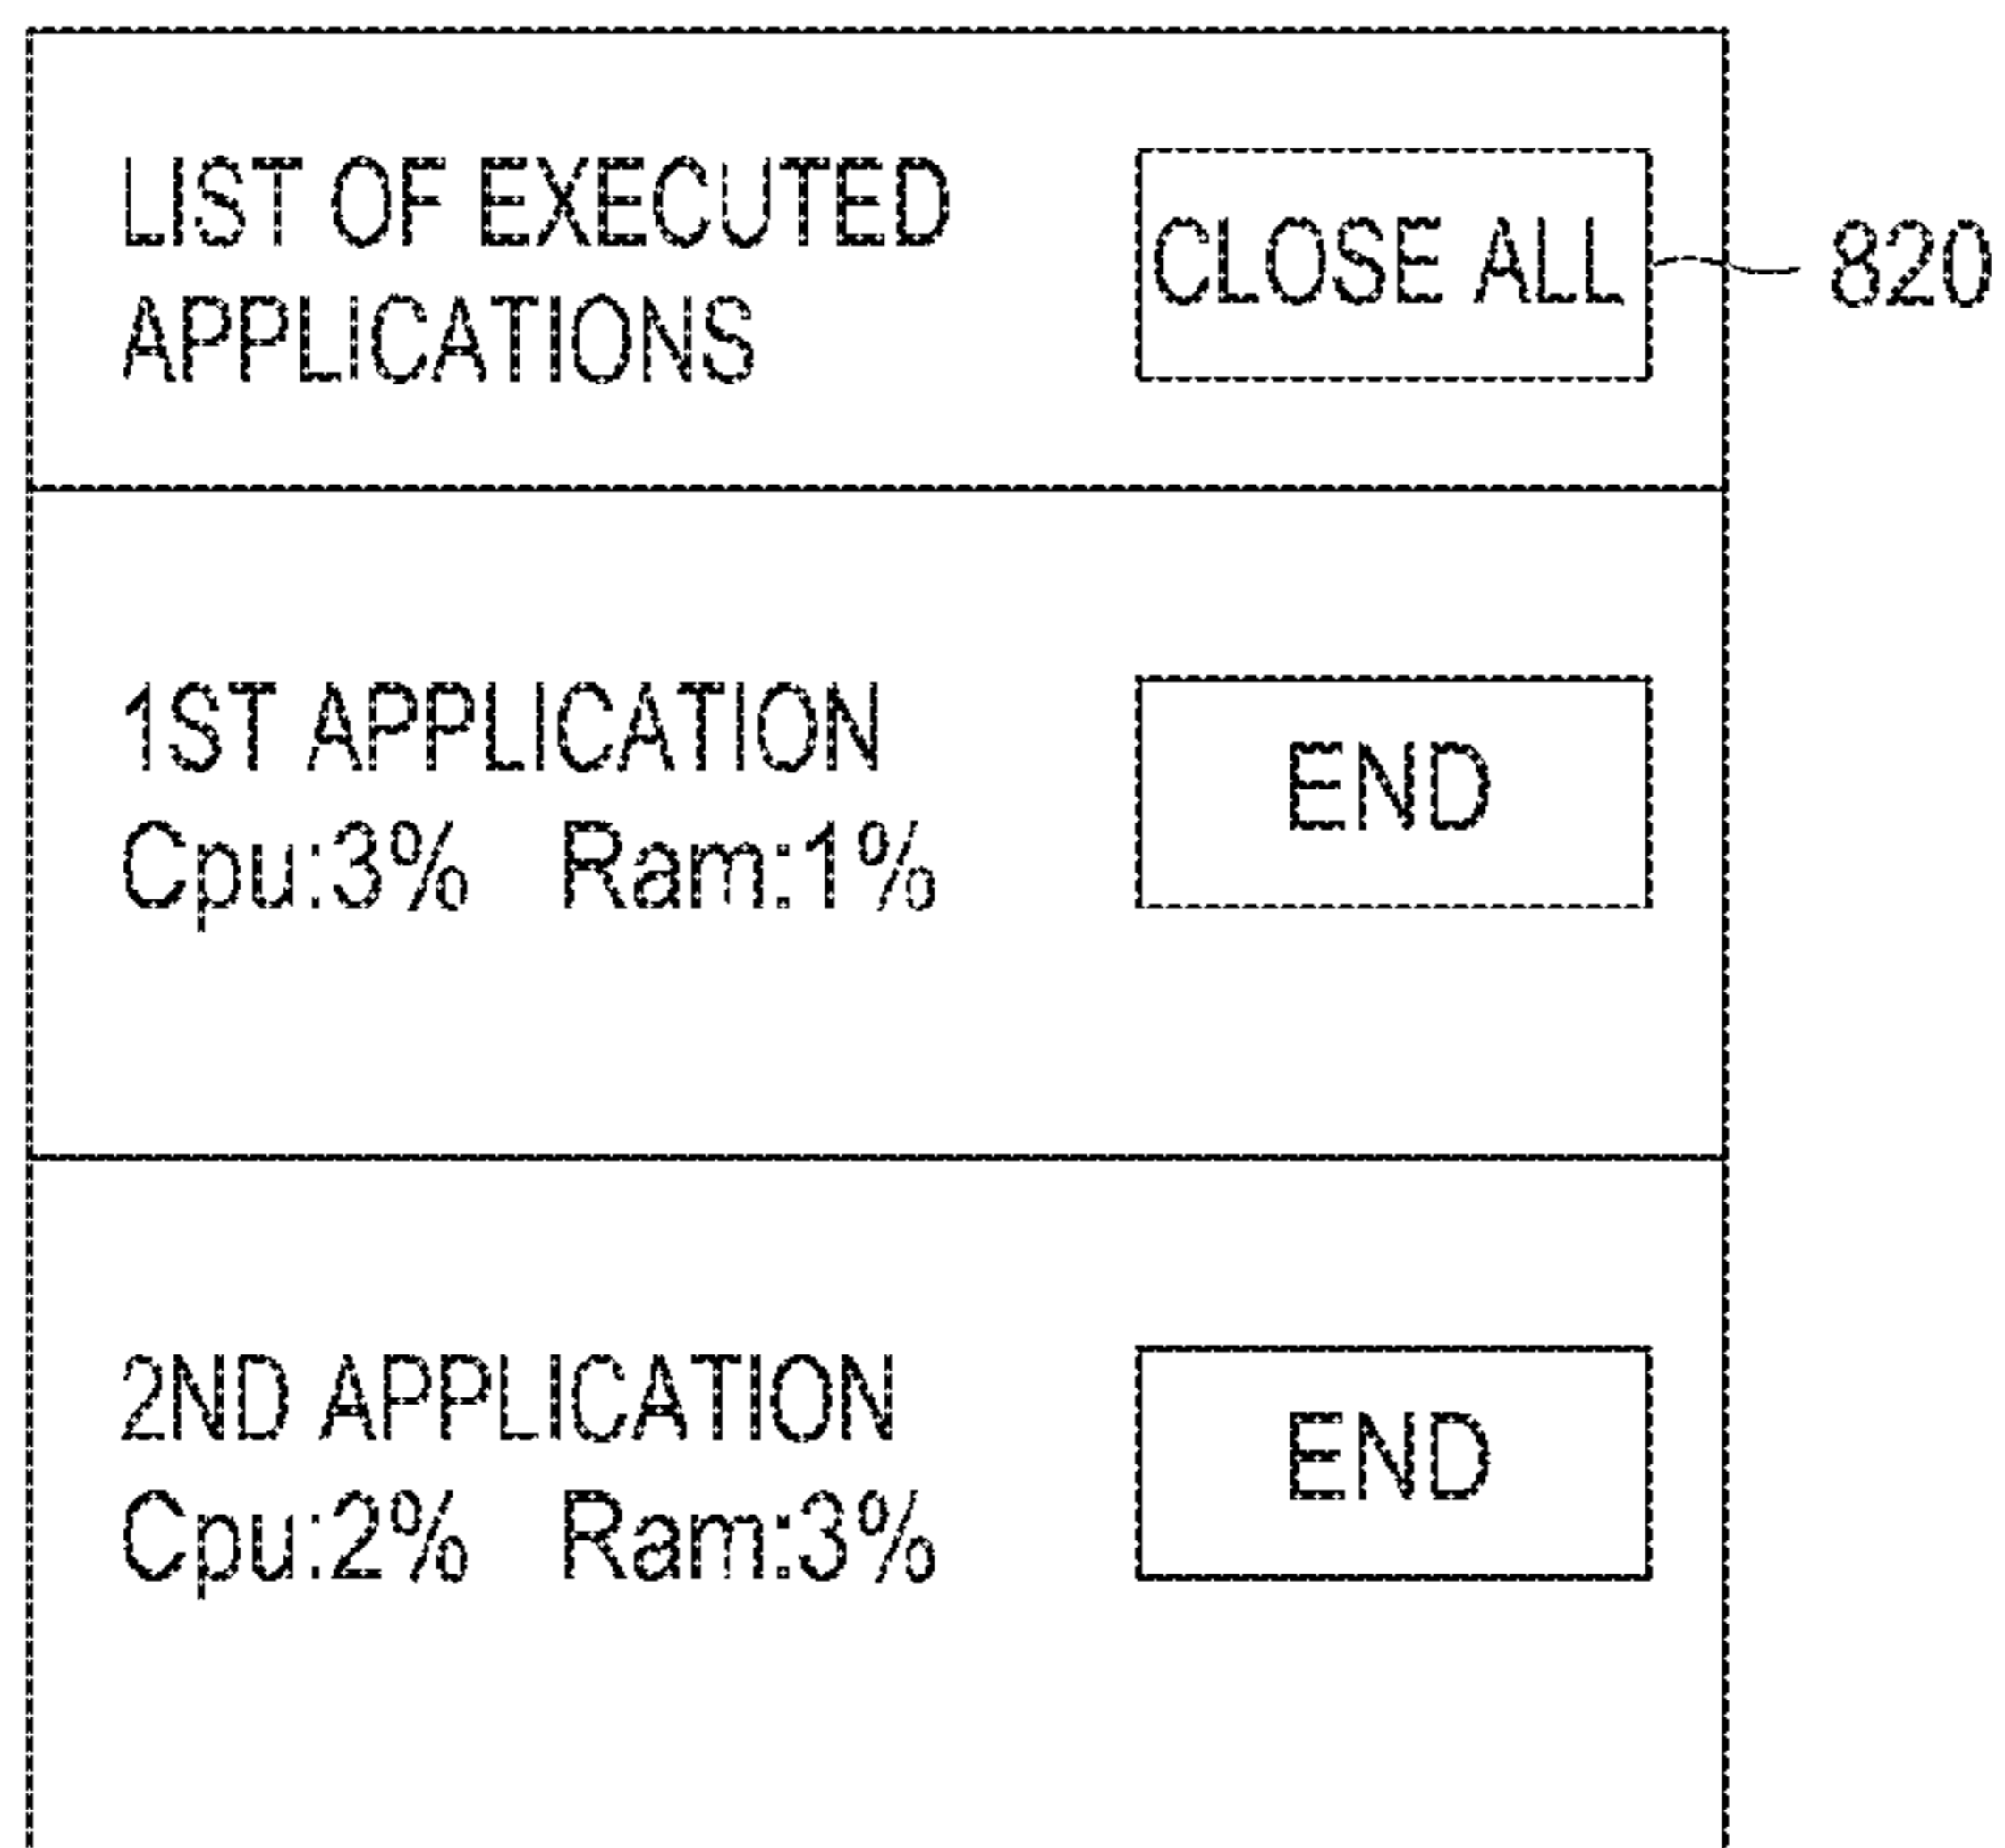 LIST OF EXECUTED
APPLICATIONS
CLOSE ALL
820
1ST APPLICATION
Cpu:3% Ram:1%
END
2ND APPLICATION
Cpu:2% Ram:3%
END